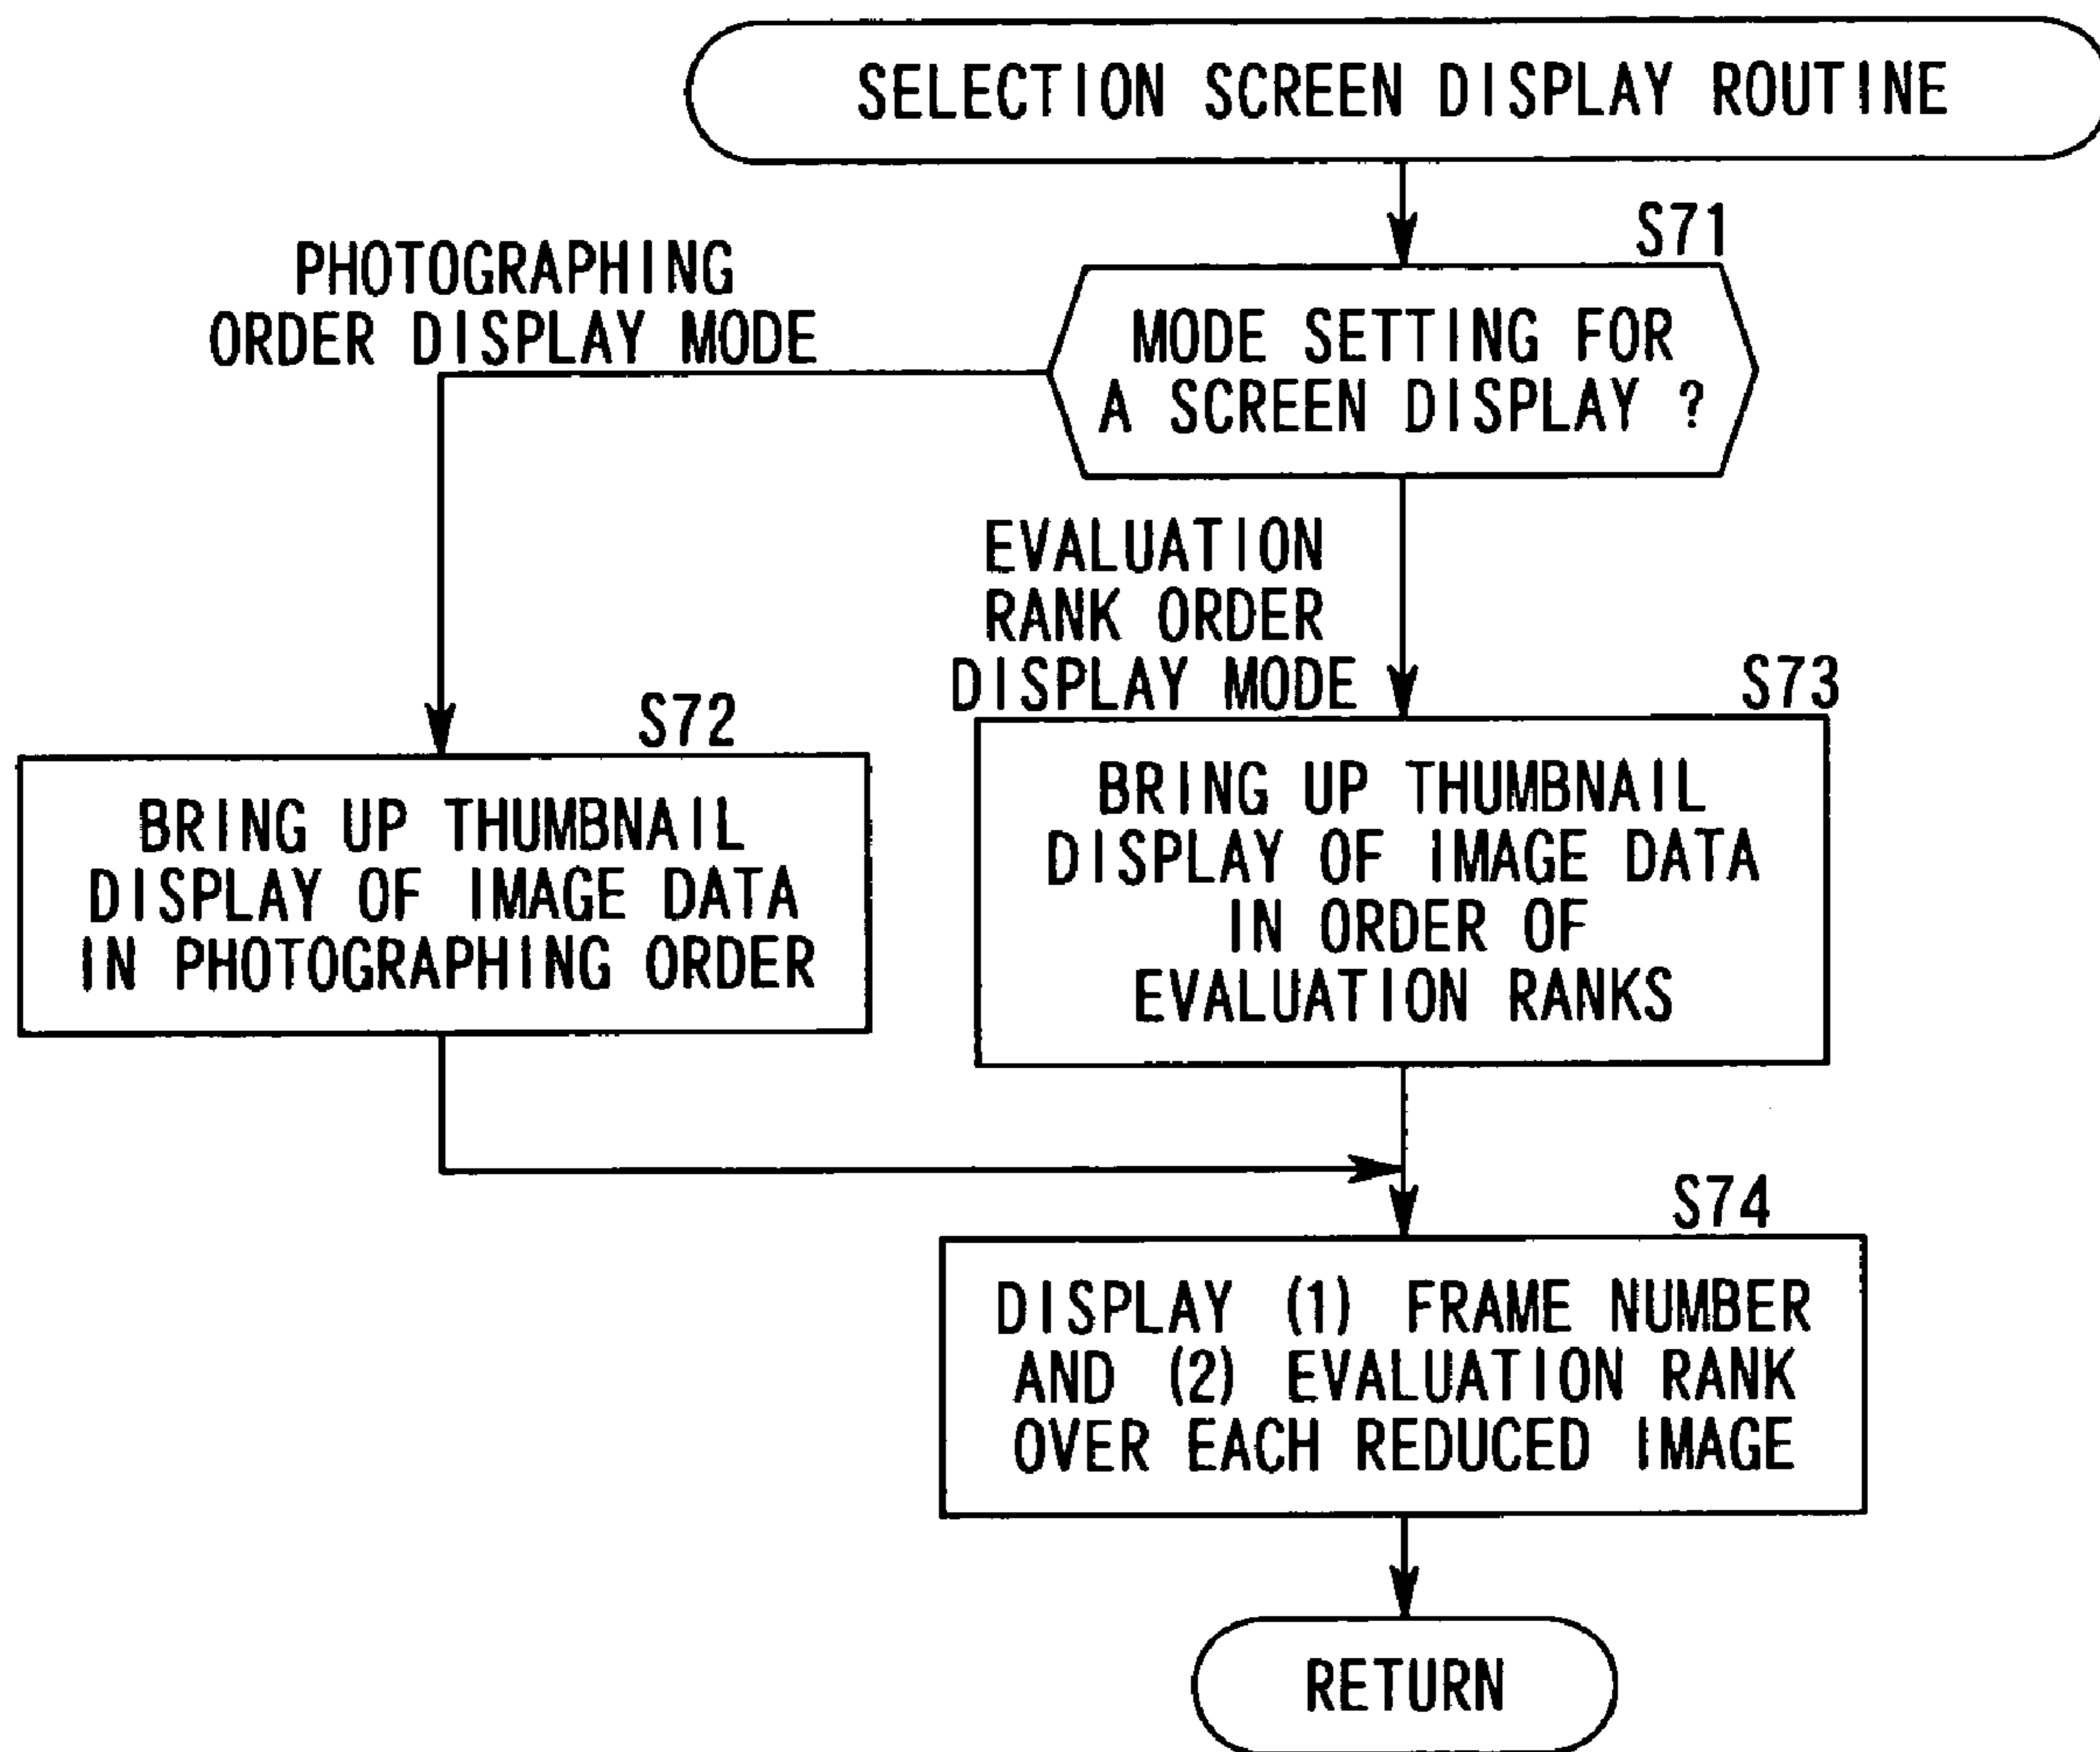 SELECTION SCREEN DISPLAY ROUTINE
S71
MODE SETTING FOR
A SCREEN DISPLAY ?
PHOTOGRAPHING
ORDER DISPLAY MODE
EVALUATION
RANK ORDER
DISPLAY MODE
S72
BRING UP THUMBNAIL
DISPLAY OF IMAGE DATA
IN PHOTOGRAPHING ORDER
S73
BRING UP THUMBNAIL
DISPLAY OF IMAGE DATA
IN ORDER OF
EVALUATION RANKS
S74
DISPLAY (1) FRAME NUMBER
AND (2) EVALUATION RANK
OVER EACH REDUCED IMAGE
RETURN